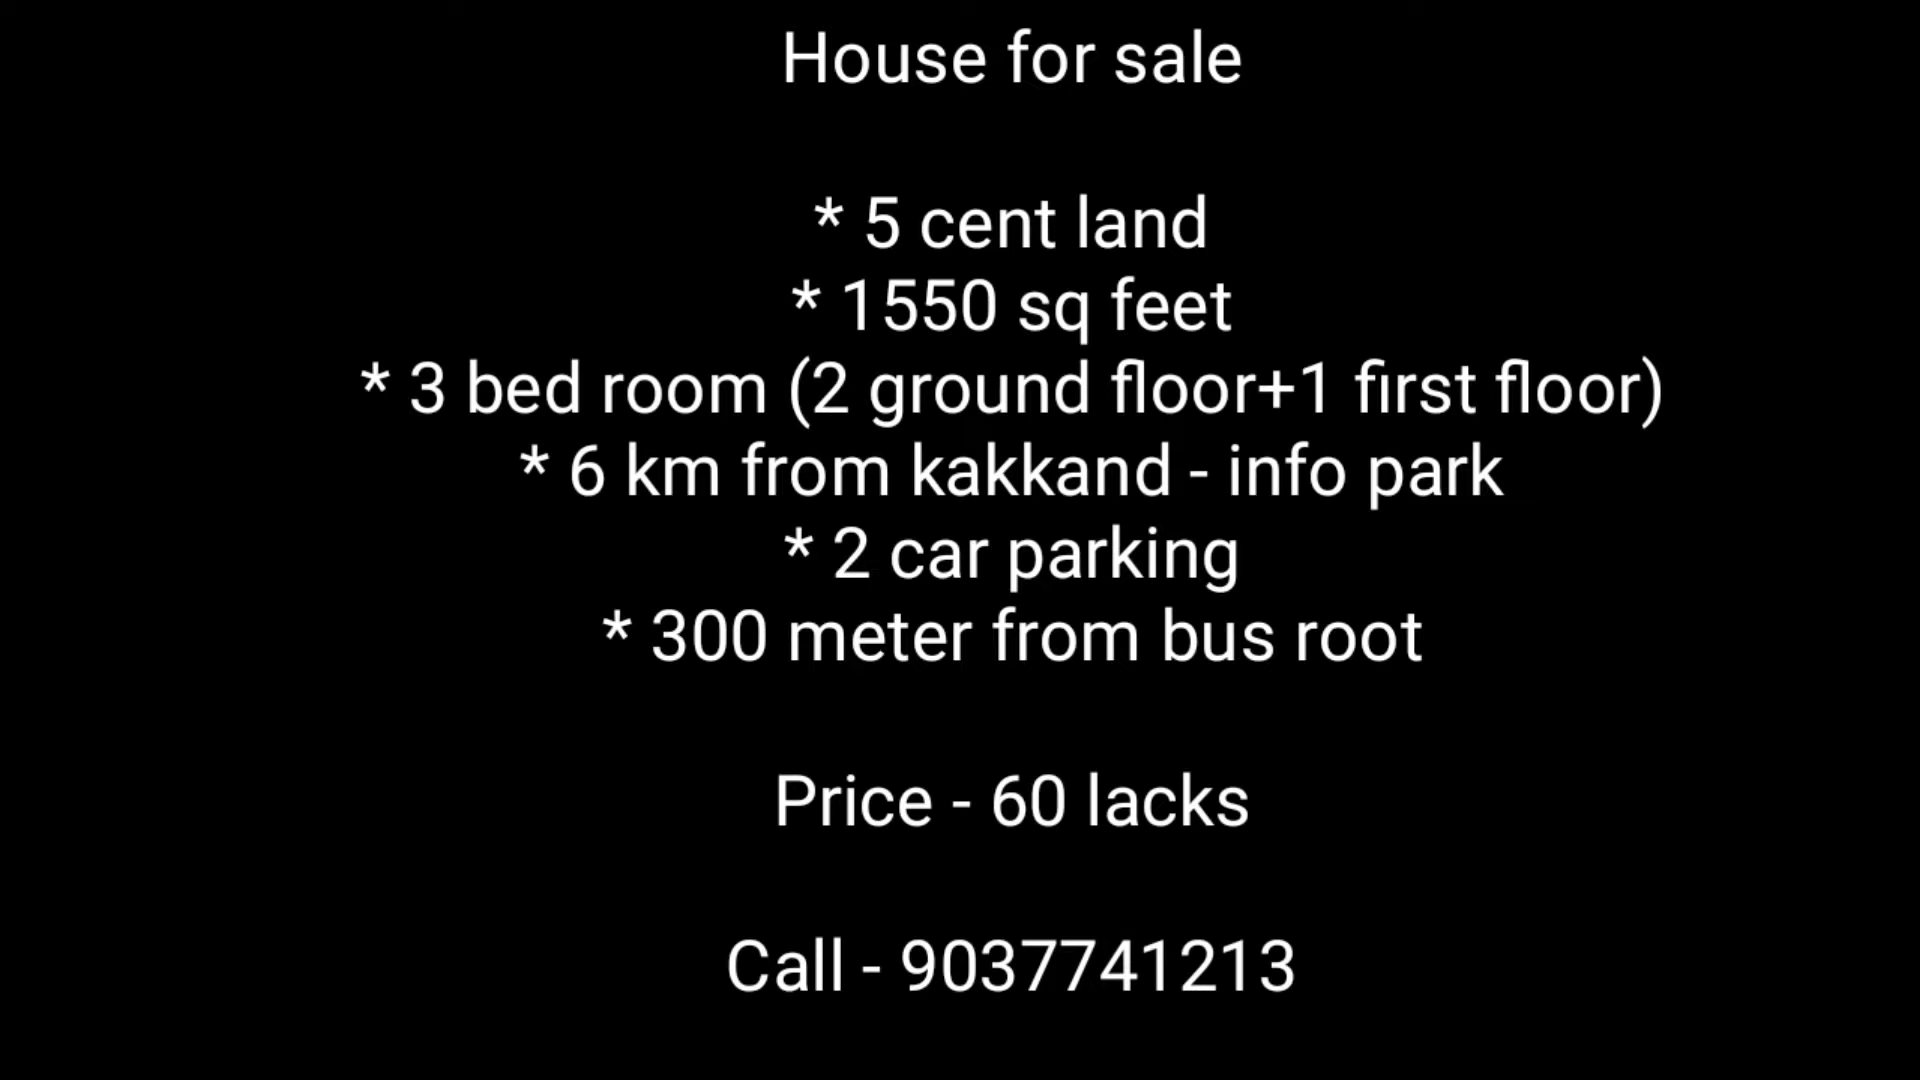 House for sale
* 5 cent land
* 1550 sq feet
* 3 bed room (2 ground floor+1 first floor)
* 6 km from kakkand - info park
* 2 car parking
* 300 meter from bus root
Price - 60 lacks
Call - 9037741213